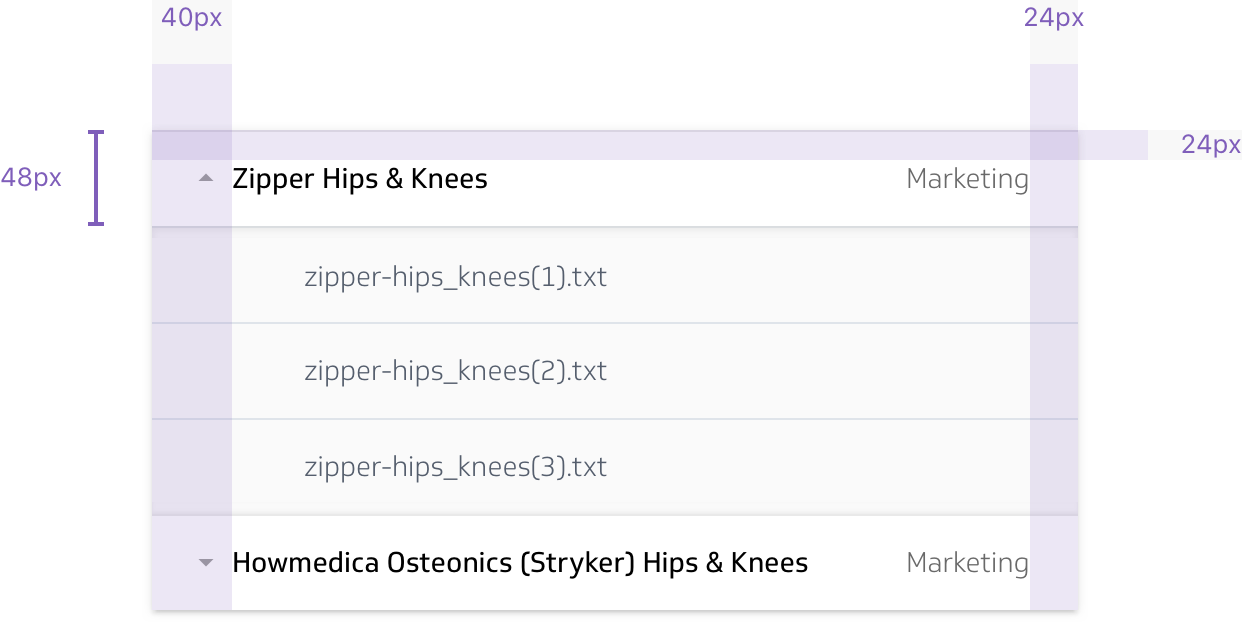 40px
24px
24px
48px
Zipper Hips & Knees
Marketing
zipper-hips_knees(1).txt
zipper-hips_knees(2).txt
zipper-hips_knees(3).txt
Howmedica Osteonics (Stryker) Hips & Knees
Marketing